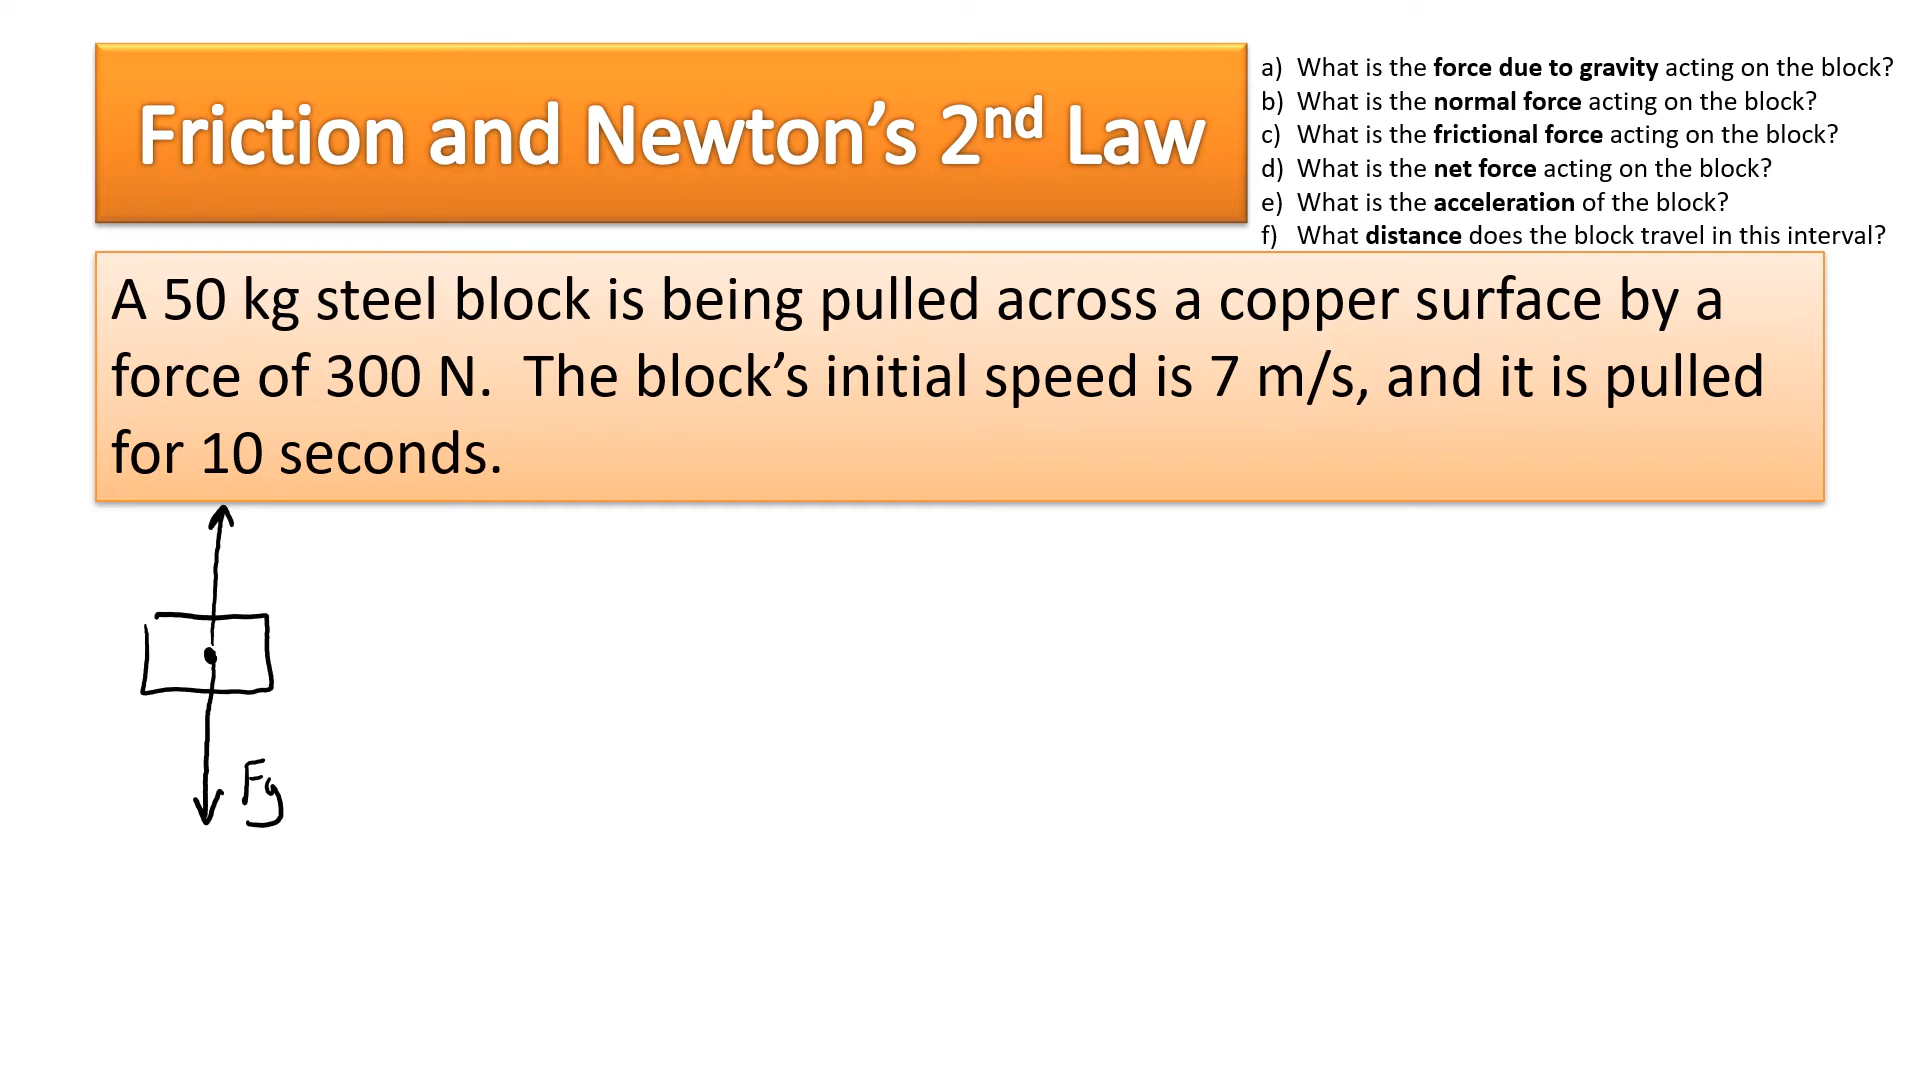 Friction and Newton's 2nd Law
a) What is the force due to gravity acting on the block?
b) What is the normal force acting on the block?
c) What is the frictional force acting on the block?
d) What is the net force acting on the block?
e) What is the acceleration of the block?
f) What distance does the block travel in this interval?
A 50 kg steel block is being pulled across a copper surface by a
force of 300 N.  The block’s initial speed is 7 m/s, and it is pulled
for 10 seconds.
Fg